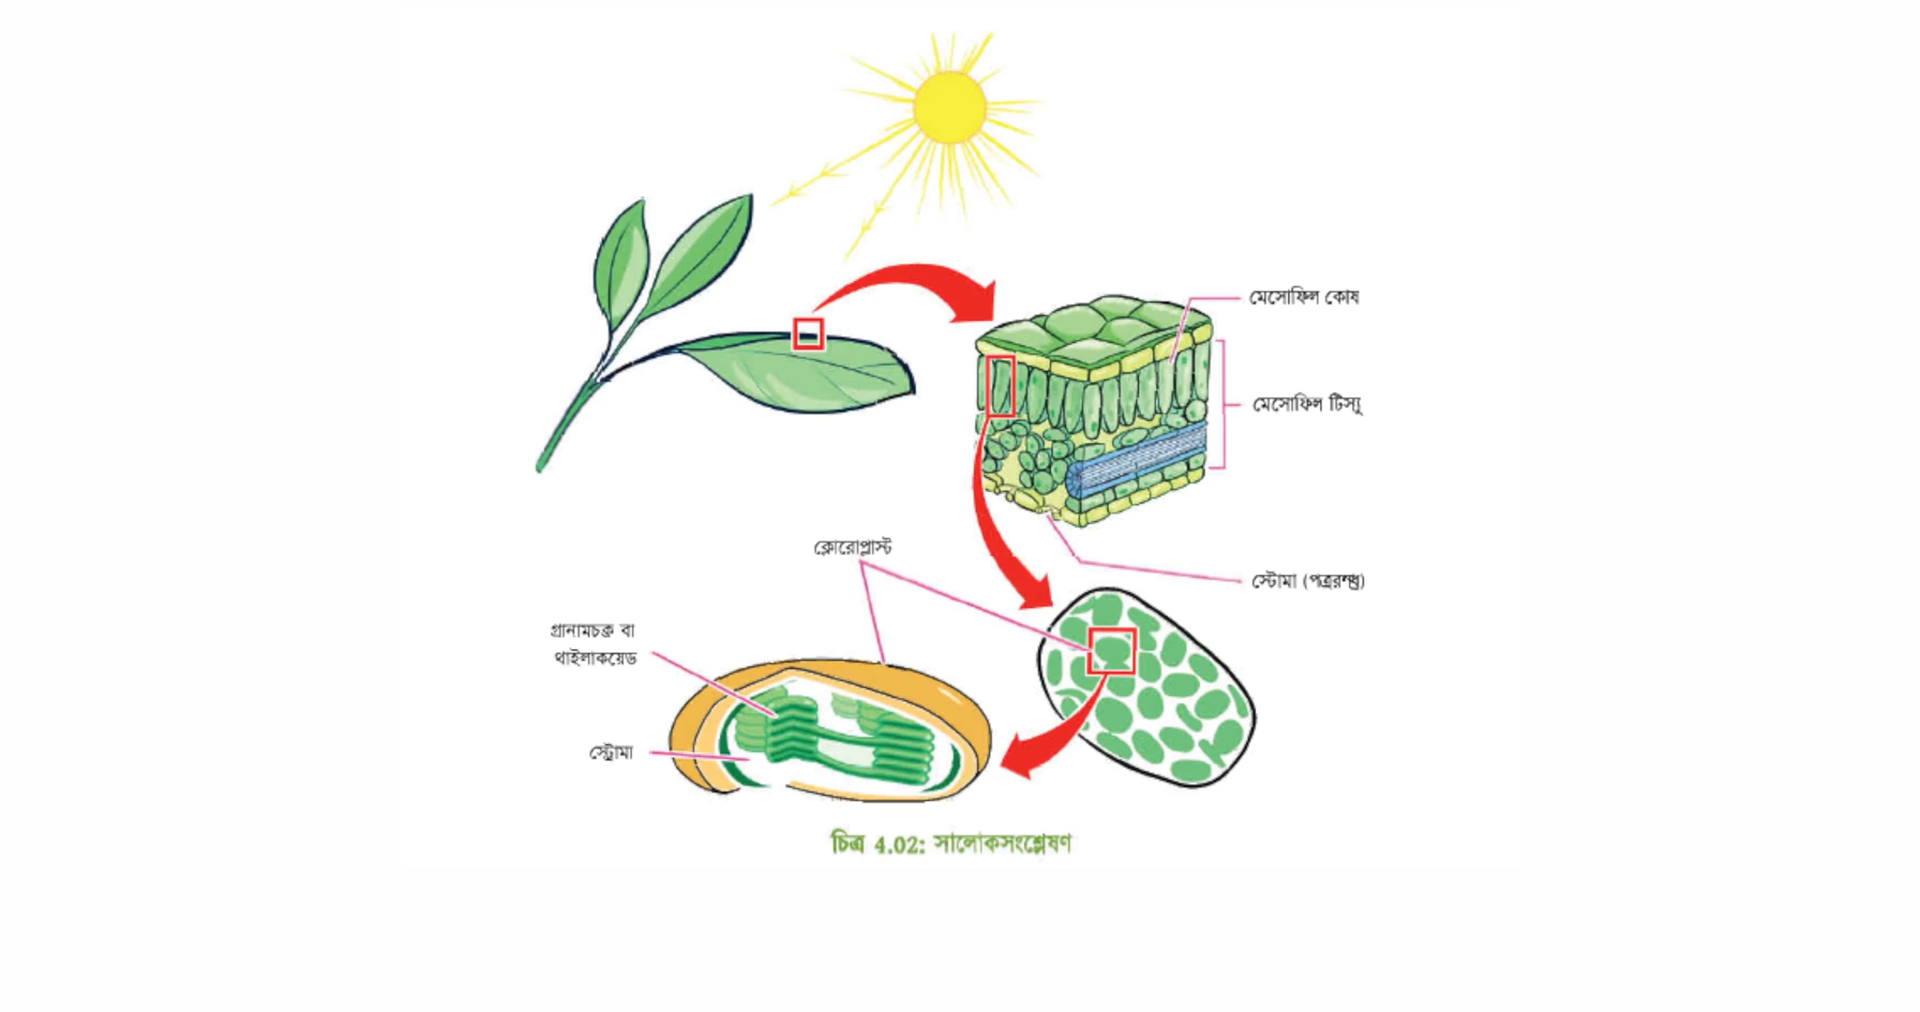 মেসোফিল কোষ
মেসোফিল টিস্যু
ক্লোরোপ্লাস্ট
স্টোমা (পত্ররন্ধ্র)
গ্রানামচক্র বা
থাইলাকয়েড
স্ট্রোমা
চিত্র 4.02: সালোকসংশ্লেষণ